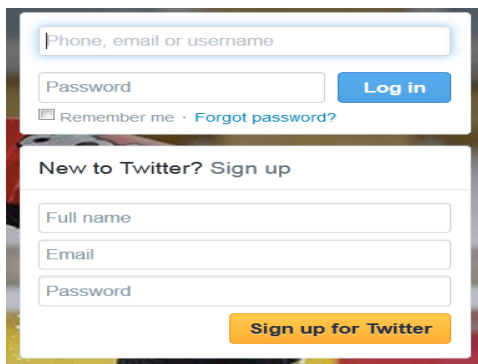 Phone, email or username
Password
Log in
Remember me · Forgot password?
New to Twitter? Sign up
Full name
Email
Password
Sign up for Twitter